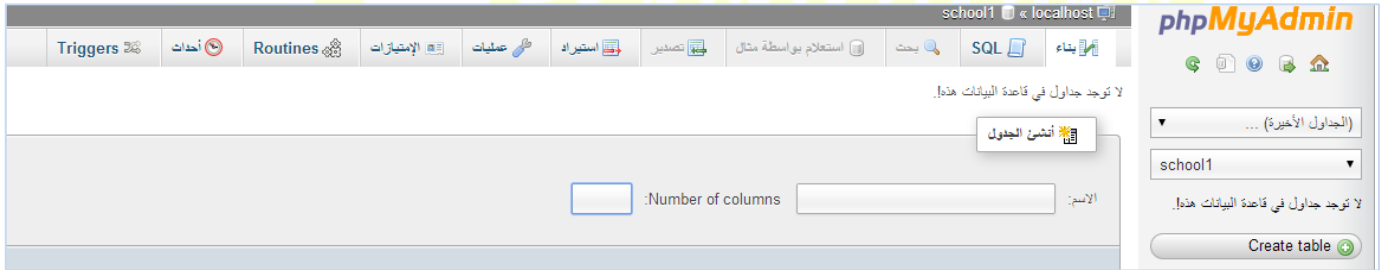 phpMyAdmin
(الجداول الأخيرة) ...
school1
لا توجد جداول في قاعدة البيانات هذه!.
Create table
localhost » school1
بناء SQL بحث استعلام بواسطة مثال تصدير استيراد عمليات الإمتيازات Routines أحداث Triggers
لا توجد جداول في قاعدة البيانات هذه!.
أنشئ الجدول
الاسم: Number of columns: